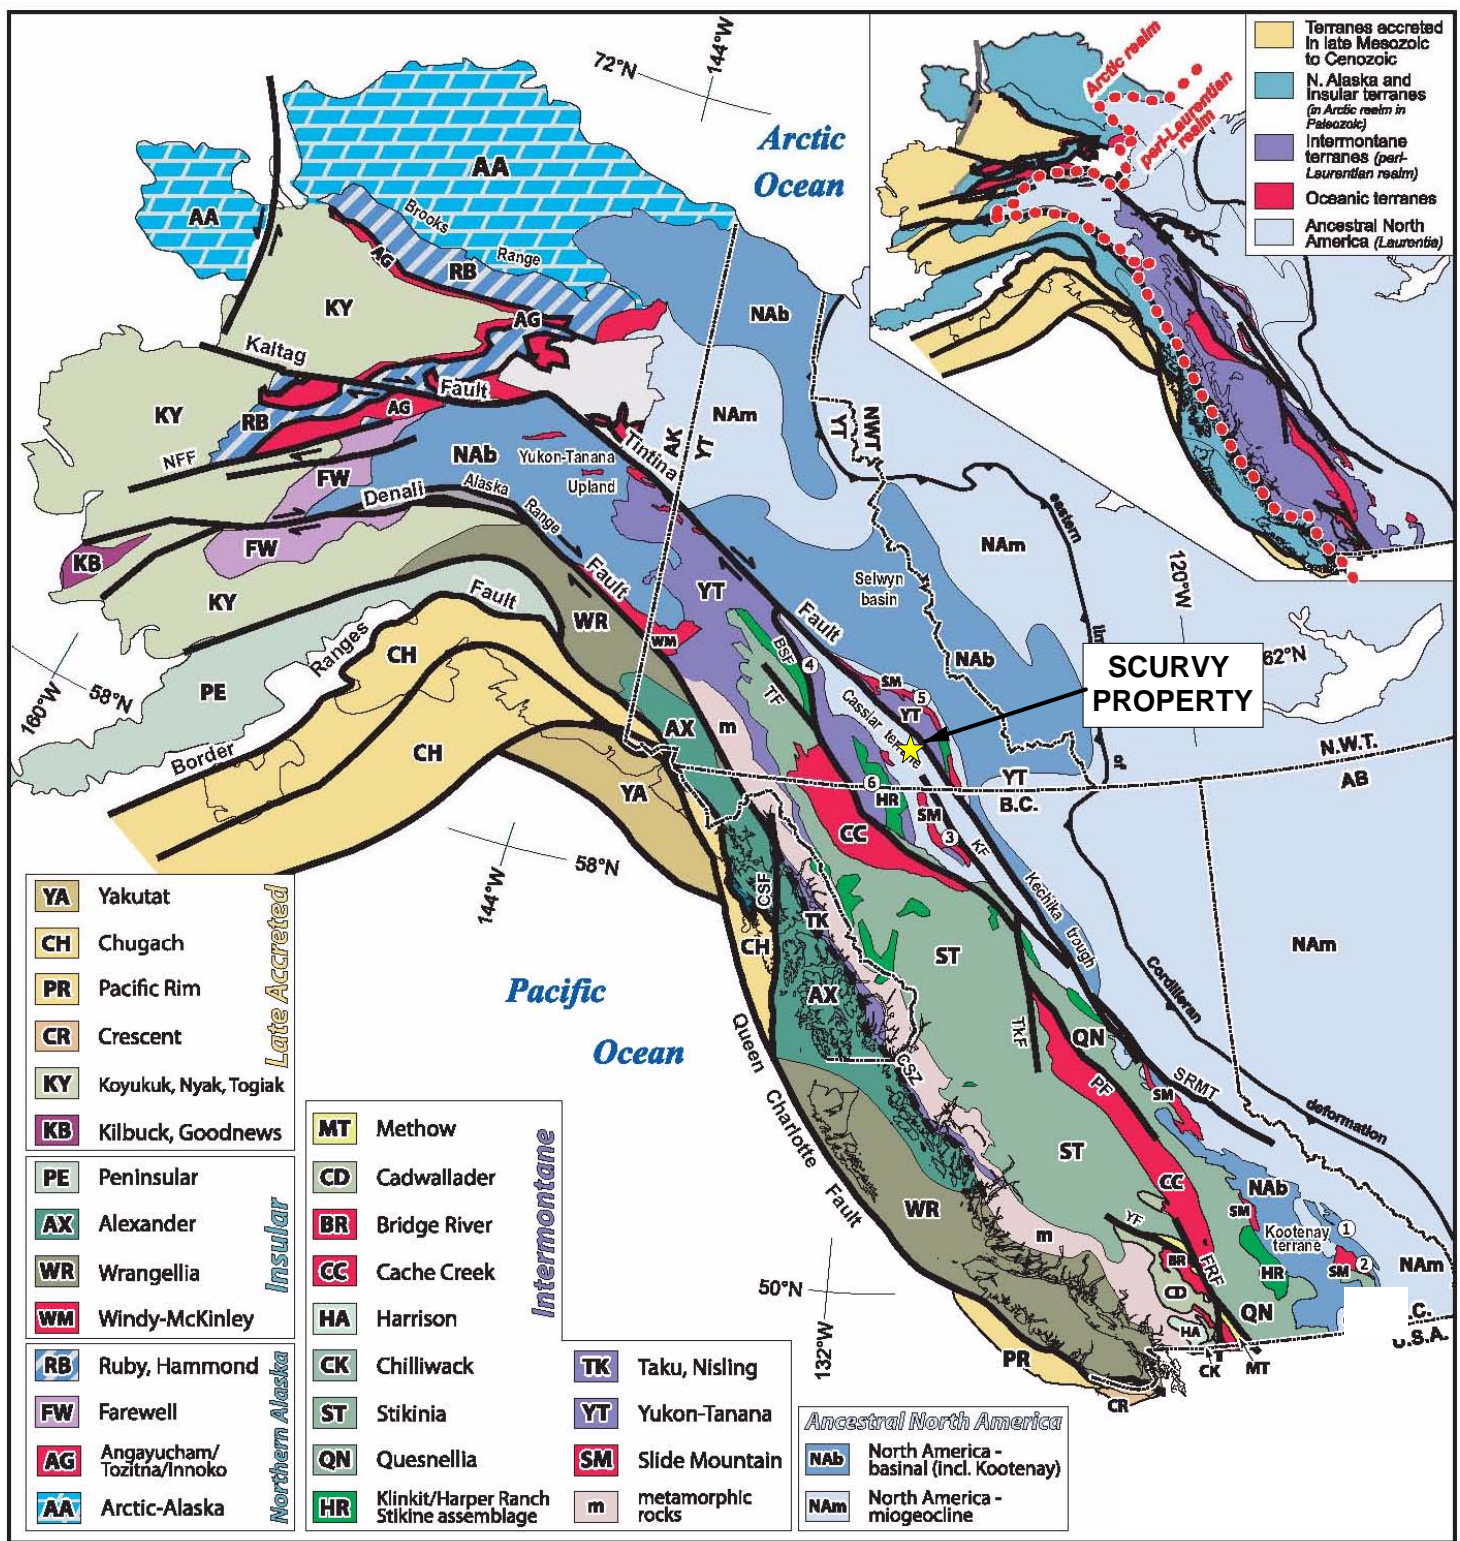 72°N
144°W
Arctic
Ocean
AA
AA
Brooks
Range
AG
RB
KY
AG
NAb
Kaltag
Fault
KY
RB
AG
NFF
NAm
AK
YT
YT
NWT
Tintina
NAb
Yukon-Tanana
Upland
FW
Denali
Alaska
Range
Fault
FW
KB
KY
YT
Selwyn
basin
NAm
eastern
120°W
62°N
Fault
WR
WM
BSF
4
NAb
SCURVY
PROPERTY
Fault
Ranges
CH
PE
160°W
58°N
TF
SM
5
YT
Cassiar terrane
AX
m
Border
CH
YA
YT
B.C.
of
N.W.T.
AB
6
HR
SM
3
KF
CC
58°N
144°W
CSF
TK
Kechika
trough
CH
ST
NAm
Cordilleran
AX
Pacific
Ocean
Queen Charlotte Fault
TkF
QN
CSZ
PF
SRMT
SM
deformation
ST
CC
NAb
SM
Kootenay
terrane
1
2
WR
m
YF
BR
FRF
HR
SM
NAm
CD
QN
50°N
132°W
HA
.C.
U.S.A.
PR
CK
MT
CR
Terranes accreted
in late Mesozoic
to Cenozoic
N. Alaska and
Insular terranes
(in Arctic realm in
Paleozoic)
Intermontane
terranes (peri-
Laurentian realm)
Oceanic terranes
Ancestral North
America (Laurentia)
Arctic realm
peri-Laurentian
realm
YA Yakutat
CH Chugach
PR Pacific Rim
CR Crescent
KY Koyukuk, Nyak, Togiak
KB Kilbuck, Goodnews
Late Accreted
PE Peninsular
AX Alexander
WR Wrangellia
WM Windy-McKinley
Insular
RB Ruby, Hammond
FW Farewell
AG Angayucham/
Tozitna/Innoko
AA Arctic-Alaska
Northern Alaska
MT Methow
CD Cadwallader
BR Bridge River
CC Cache Creek
HA Harrison
CK Chilliwack
ST Stikinia
QN Quesnellia
HR Klinkit/Harper Ranch
Stikine assemblage
Intermontane
TK Taku, Nisling
YT Yukon-Tanana
SM Slide Mountain
m metamorphic
rocks
Ancestral North America
NAb North America -
basinal (incl. Kootenay)
NAm North America -
miogeocline